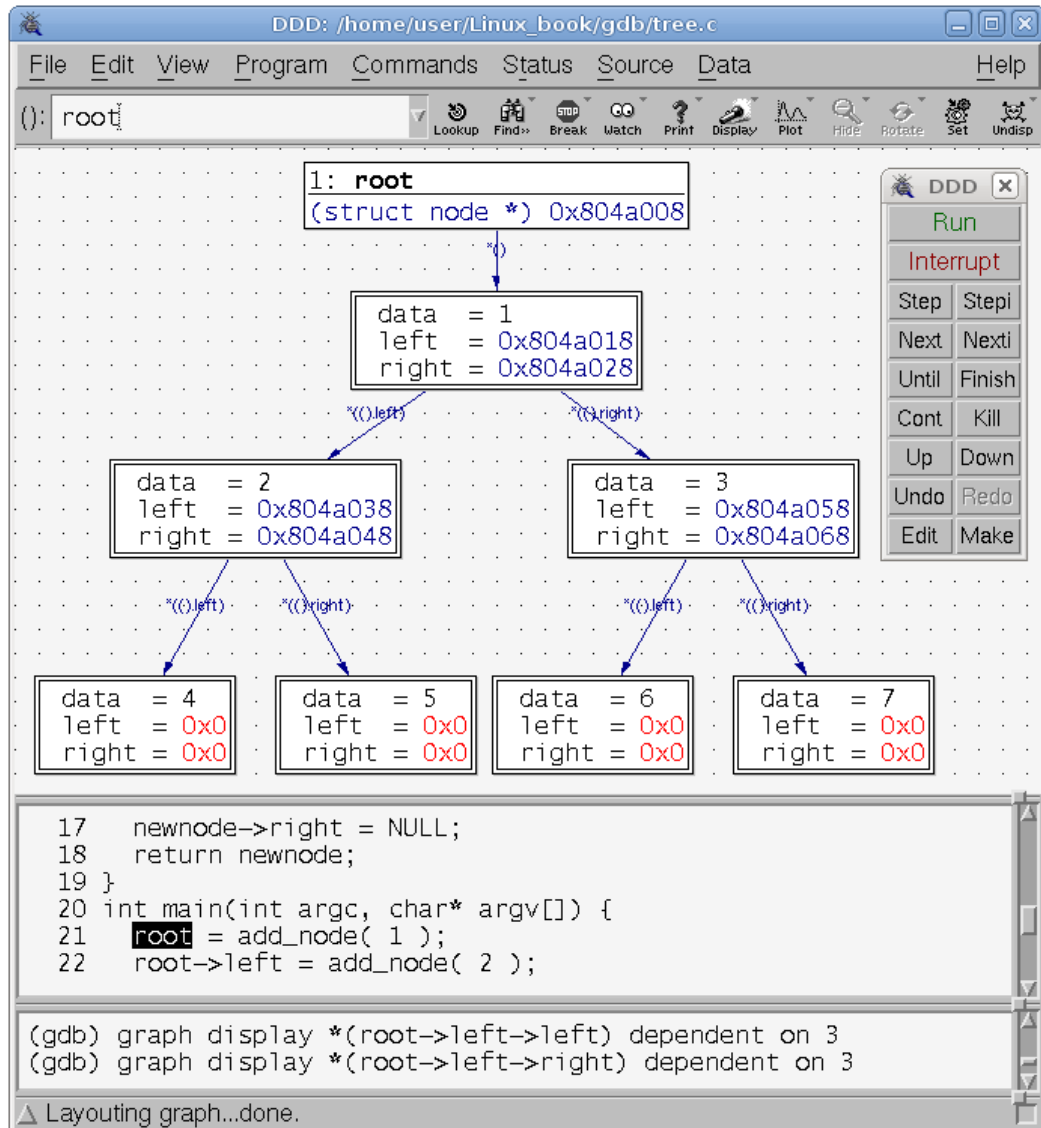 DDD: /home/user/Linux_book/gdb/tree.c
File Edit View Program Commands Status Source Data Help
(): root
Lookup Find» Break Watch Print Display Plot Hide Rotate Set Undisp
STOP
1: root
(struct node *) 0x804a008
*()
data = 1
left = 0x804a018
right = 0x804a028
*(().left) *(().right)
data = 2
left = 0x804a038
right = 0x804a048
data = 3
left = 0x804a058
right = 0x804a068
*(().left) *(().right) *(().left) *(().right)
data = 4
left = 0x0
right = 0x0
data = 5
left = 0x0
right = 0x0
data = 6
left = 0x0
right = 0x0
data = 7
left = 0x0
right = 0x0
DDD
Run
Interrupt
Step Stepi
Next Nexti
Until Finish
Cont Kill
Up Down
Undo Redo
Edit Make
17 newnode->right = NULL;
18 return newnode;
19 }
20 int main(int argc, char* argv[]) {
21 root = add_node( 1 );
22 root->left = add_node( 2 );
(gdb) graph display *(root->left->left) dependent on 3
(gdb) graph display *(root->left->right) dependent on 3
Layouting graph...done.